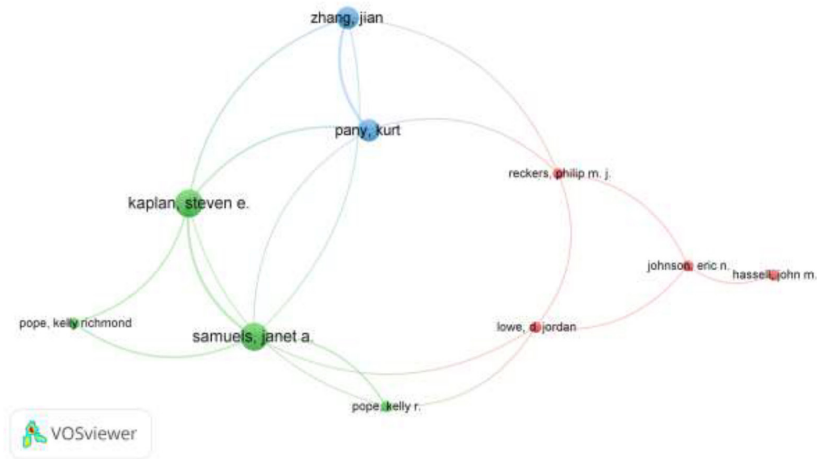 zhang, jian
pany, kurt
reckers, philip m. j.
kaplan, steven e.
johnson, eric n.
hassell, john m.
pope, kelly richmond
samuels, janet a.
lowe, d. jordan
pope, kelly r.
VOSviewer